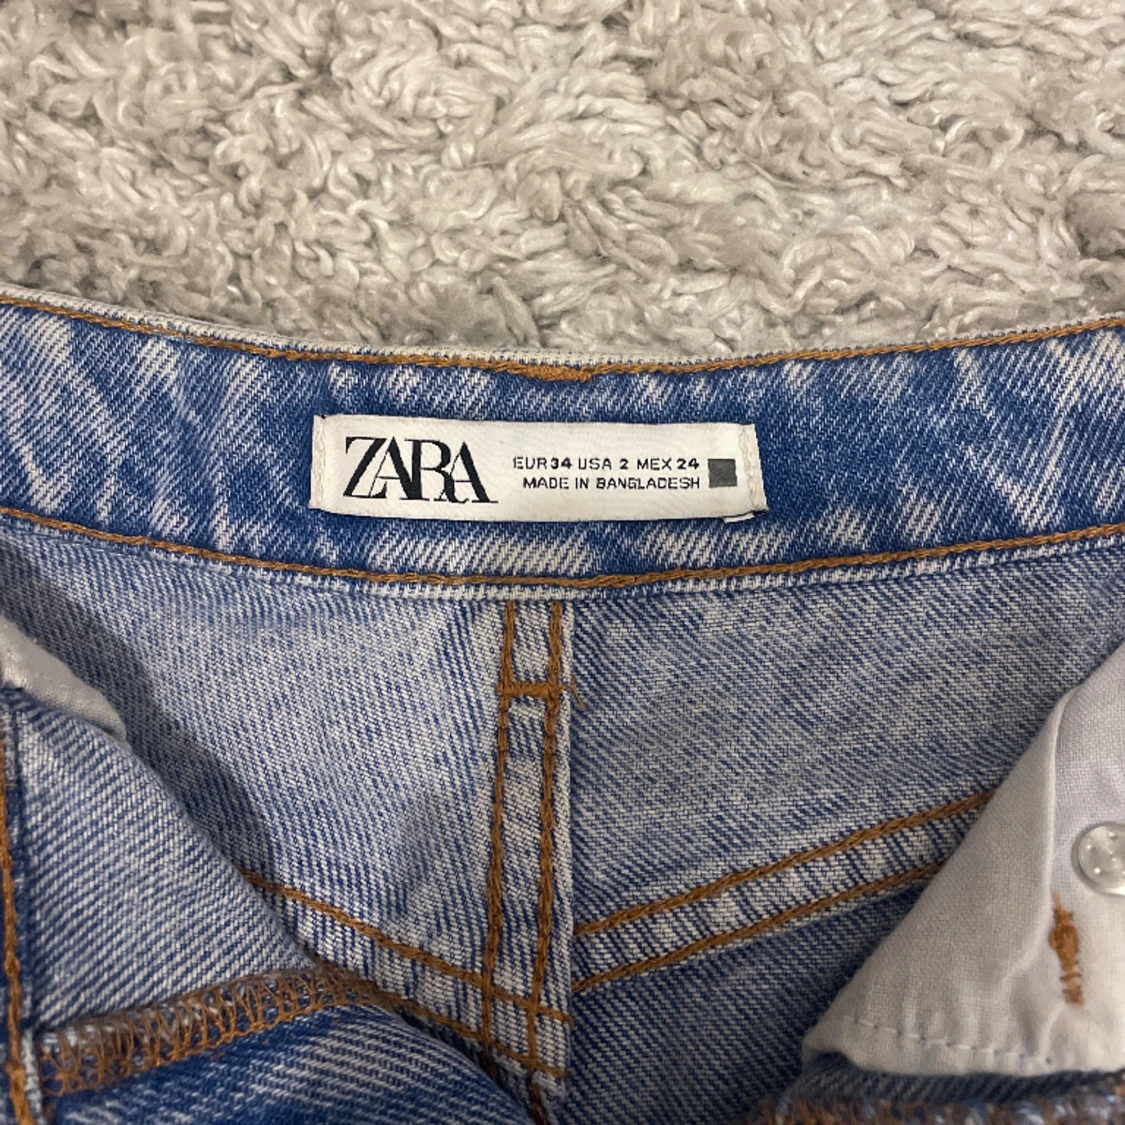 ZARA
EUR 34 USA 2 MEX 24
MADE IN BANGLADESH